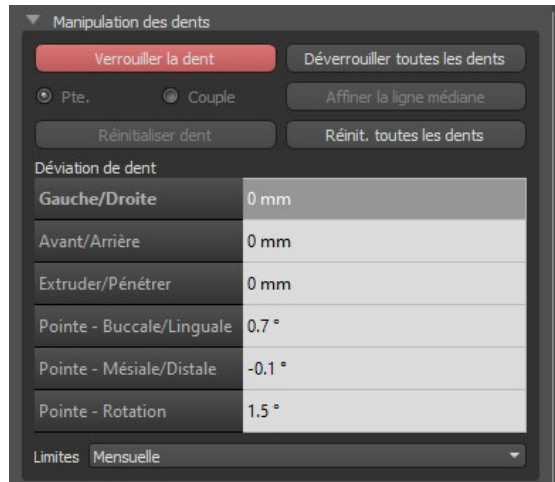 Manipulation des dents
Verrouiller la dent Déverrouiller toutes les dents
Pte. Couple Affiner la ligne médiane
Réinitialiser dent Réinit. toutes les dents
Déviation de dent
Gauche/Droite 0 mm
Avant/Arrière 0 mm
Extruder/Pénétrer 0 mm
Pointe - Buccale/Linguale 0.7 °
Pointe - Mésiale/Distale -0.1 °
Pointe - Rotation 1.5 °
Limites Mensuelle